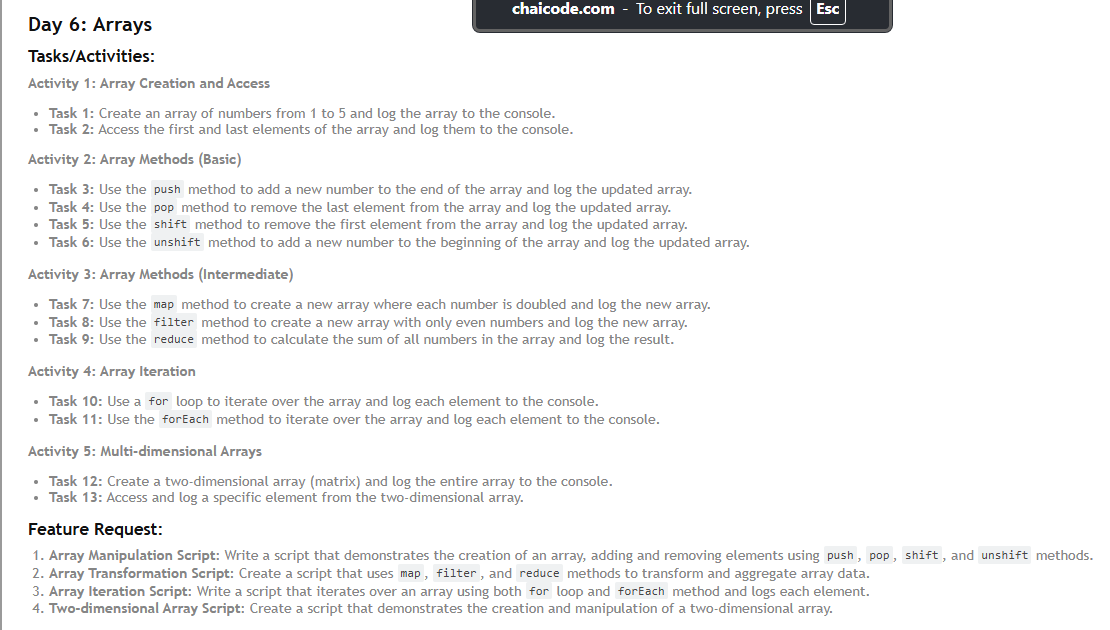 chaicode.com - To exit full screen, press Esc
Day 6: Arrays
Tasks/Activities:
Activity 1: Array Creation and Access
• Task 1: Create an array of numbers from 1 to 5 and log the array to the console.
• Task 2: Access the first and last elements of the array and log them to the console.
Activity 2: Array Methods (Basic)
• Task 3: Use the push method to add a new number to the end of the array and log the updated array.
• Task 4: Use the pop method to remove the last element from the array and log the updated array.
• Task 5: Use the shift method to remove the first element from the array and log the updated array.
• Task 6: Use the unshift method to add a new number to the beginning of the array and log the updated array.
Activity 3: Array Methods (Intermediate)
• Task 7: Use the map method to create a new array where each number is doubled and log the new array.
• Task 8: Use the filter method to create a new array with only even numbers and log the new array.
• Task 9: Use the reduce method to calculate the sum of all numbers in the array and log the result.
Activity 4: Array Iteration
• Task 10: Use a for loop to iterate over the array and log each element to the console.
• Task 11: Use the forEach method to iterate over the array and log each element to the console.
Activity 5: Multi-dimensional Arrays
• Task 12: Create a two-dimensional array (matrix) and log the entire array to the console.
• Task 13: Access and log a specific element from the two-dimensional array.
Feature Request:
1. Array Manipulation Script: Write a script that demonstrates the creation of an array, adding and removing elements using push, pop, shift, and unshift methods.
2. Array Transformation Script: Create a script that uses map, filter, and reduce methods to transform and aggregate array data.
3. Array Iteration Script: Write a script that iterates over an array using both for loop and forEach method and logs each element.
4. Two-dimensional Array Script: Create a script that demonstrates the creation and manipulation of a two-dimensional array.